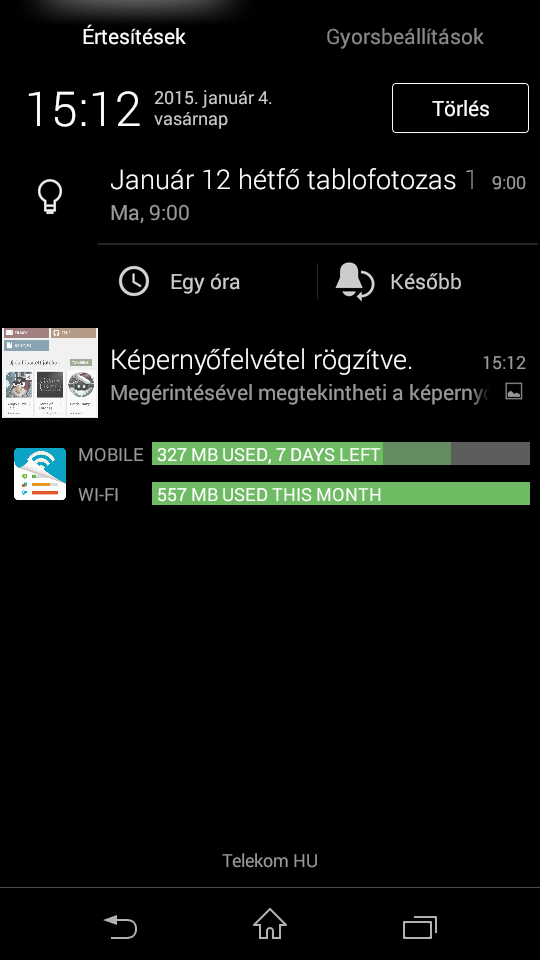 Értesítések
Gyorsbeállítások
15:12
2015. január 4.
vasárnap
Törlés
Január 12 hétfő tablofotozas 1
9:00
Ma, 9:00
Egy óra
Később
Képernyőfelvétel rögzítve.
15:12
Megérintésével megtekintheti a
MOBILE
327 MB USED, 7 DAYS LEFT
WI-FI
557 MB USED THIS MONTH
Telekom HU